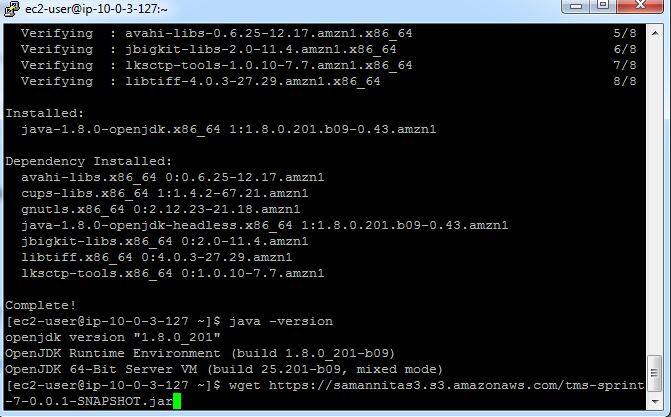 ec2-user@ip-10-0-3-127:~
Verifying  : avahi-libs-0.6.25-12.17.amzn1.x86_64 5/8
Verifying  : jbigkit-libs-2.0-11.4.amzn1.x86_64 6/8
Verifying  : lksctp-tools-1.0.10-7.7.amzn1.x86_64 7/8
Verifying  : libtiff-4.0.3-27.29.amzn1.x86_64 8/8
Installed:
java-1.8.0-openjdk.x86_64 1:1.8.0.201.b09-0.43.amzn1
Dependency Installed:
avahi-libs.x86_64 0:0.6.25-12.17.amzn1
cups-libs.x86_64 1:1.4.2-67.21.amzn1
gnutls.x86_64 0:2.12.23-21.18.amzn1
java-1.8.0-openjdk-headless.x86_64 1:1.8.0.201.b09-0.43.amzn1
jbigkit-libs.x86_64 0:2.0-11.4.amzn1
libtiff.x86_64 0:4.0.3-27.29.amzn1
lksctp-tools.x86_64 0:1.0.10-7.7.amzn1
Complete!
[ec2-user@ip-10-0-3-127 ~]$ java -version
openjdk version "1.8.0_201"
OpenJDK Runtime Environment (build 1.8.0_201-b09)
OpenJDK 64-Bit Server VM (build 25.201-b09, mixed mode)
[ec2-user@ip-10-0-3-127 ~]$ wget https://samannitas3.s3.amazonaws.com/tms-sprint
-7-0.0.1-SNAPSHOT.jar